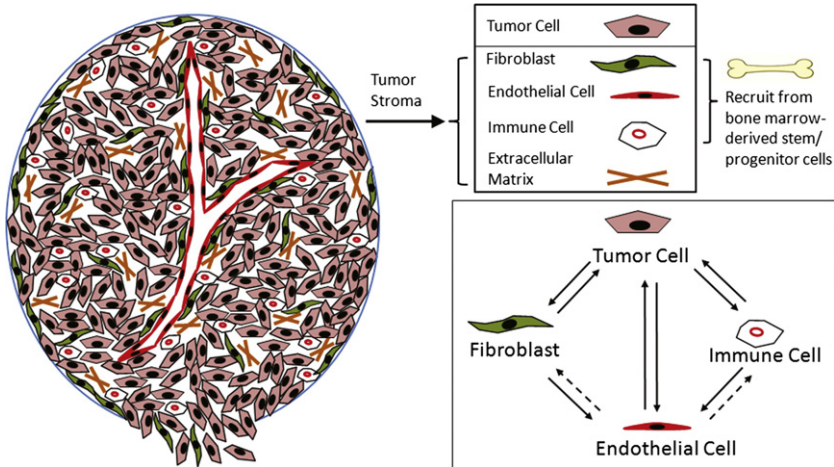 Tumor
Stroma
Tumor Cell
Fibroblast
Endothelial Cell
Immune Cell
Extracellular
Matrix
Recruit from
bone marrow-
derived stem/
progenitor cells
Tumor Cell
Fibroblast
Immune Cell
Endothelial Cell